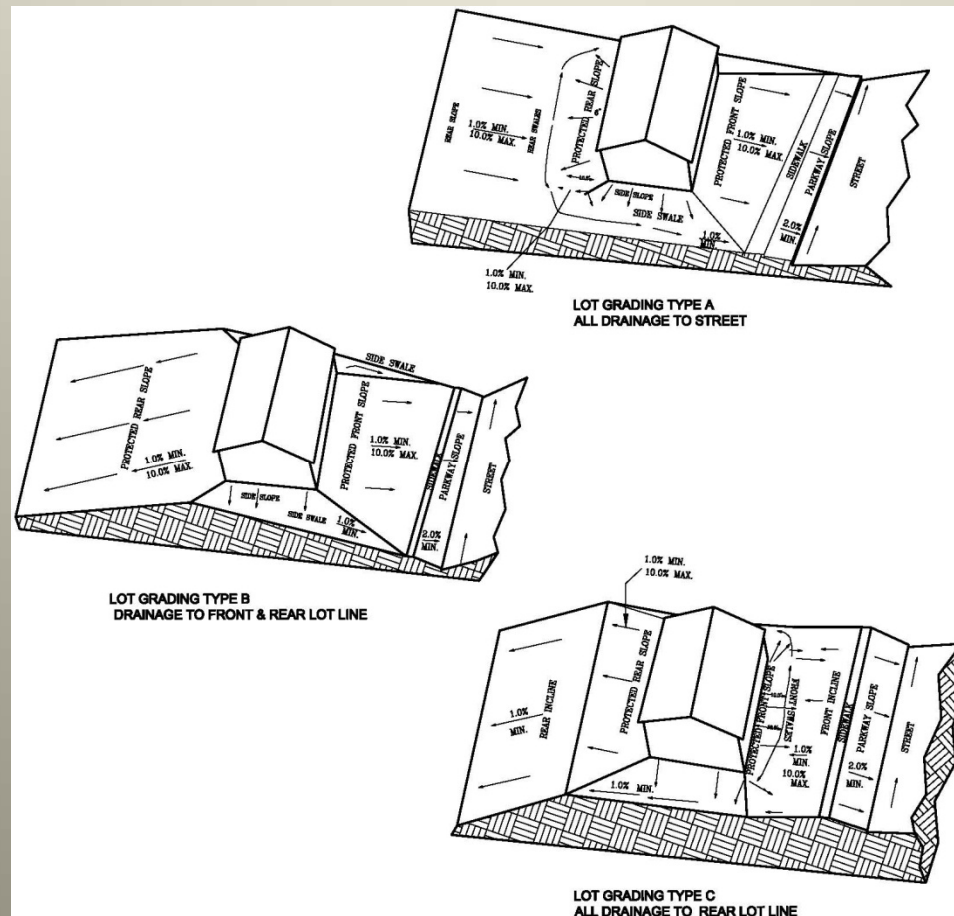 REAR SLOPE
1.0% MIN.
10.0% MAX.
REAR SWALES
PROTECTED REAR SLOPE
6"
SIDE SLOPE
SIDE SWALE
1.0%
MIN.
1.0% MIN.
10.0% MAX.
PROTECTED FRONT SLOPE
1.0% MIN.
10.0% MAX.
SIDEWALK
PARKWAY SLOPE
2.0%
MIN.
STREET
LOT GRADING TYPE A
ALL DRAINAGE TO STREET
PROTECTED REAR SLOPE
1.0% MIN.
10.0% MAX.
SIDE SWALE
PROTECTED FRONT SLOPE
1.0% MIN.
10.0% MAX.
SIDE SLOPE
SIDE SWALE
1.0%
MIN.
SIDEWALK
PARKWAY SLOPE
2.0%
MIN.
STREET
LOT GRADING TYPE B
DRAINAGE TO FRONT & REAR LOT LINE
1.0% MIN.
10.0% MAX.
1.0%
MIN.
REAR INCLINE
PROTECTED REAR SLOPE
1.0% MIN.
PROTECTED FRONT SLOPE
1.0%
MIN.
10.0%
MAX.
FRONT INCLINE
SIDEWALK
PARKWAY SLOPE
2.0%
MIN.
STREET
LOT GRADING TYPE C
ALL DRAINAGE TO REAR LOT LINE